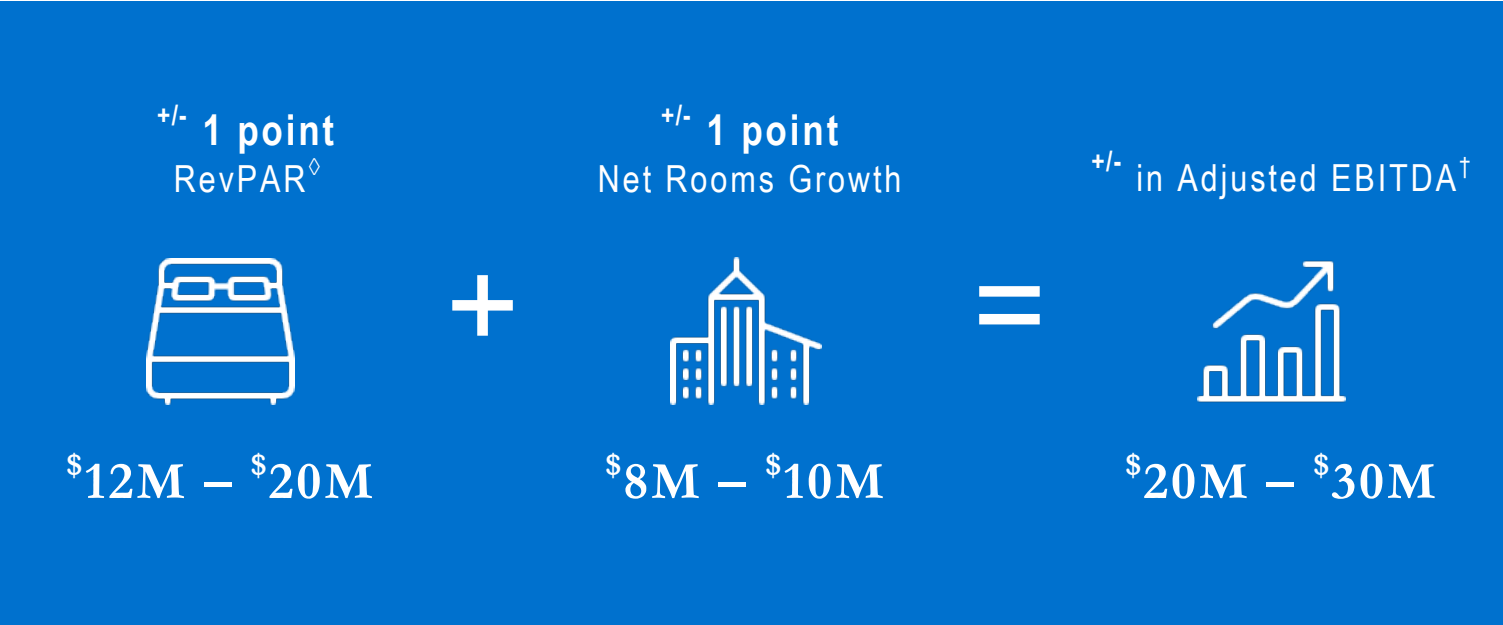 +/- 1 point
RevPAR◊
$12M – $20M
+
+/- 1 point
Net Rooms Growth
$8M – $10M
=
+/- in Adjusted EBITDA†
$20M – $30M